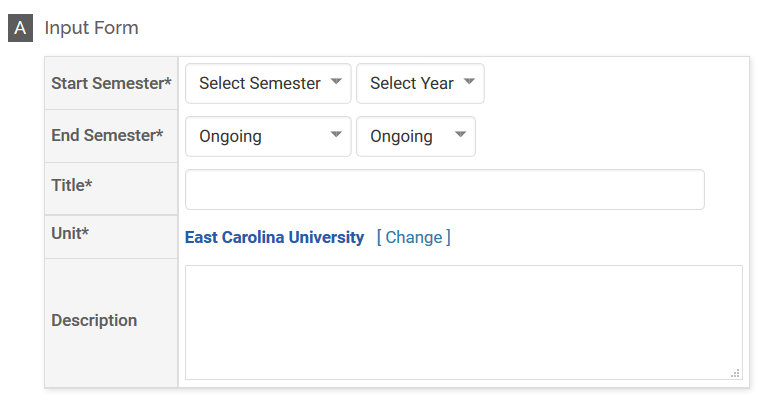 A Input Form
Start Semester* Select Semester Select Year
End Semester* Ongoing Ongoing
Title*
Unit* East Carolina University [ Change ]
Description